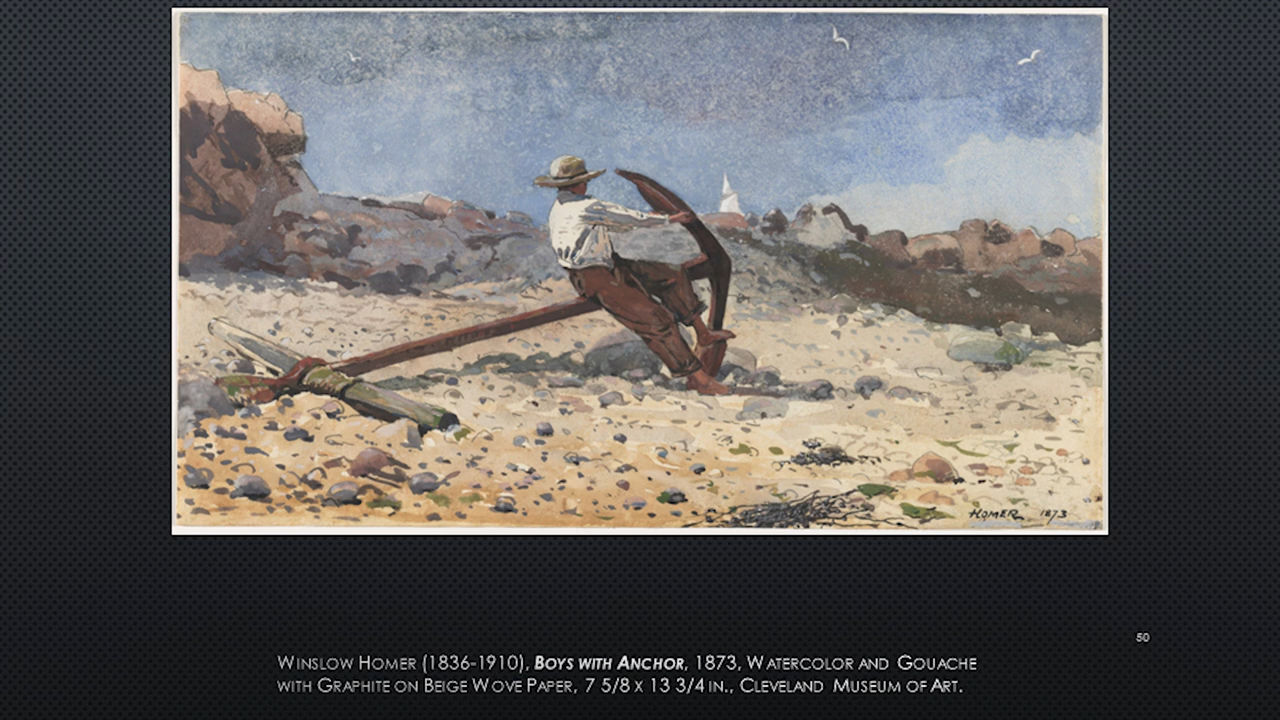 HOMER 1873
50
WINSLOW HOMER (1836-1910), BOYS WITH ANCHOR, 1873, WATERCOLOR AND GOUACHE
WITH GRAPHITE ON BEIGE WOVE PAPER, 7 5/8 X 13 3/4 IN., CLEVELAND MUSEUM OF ART.